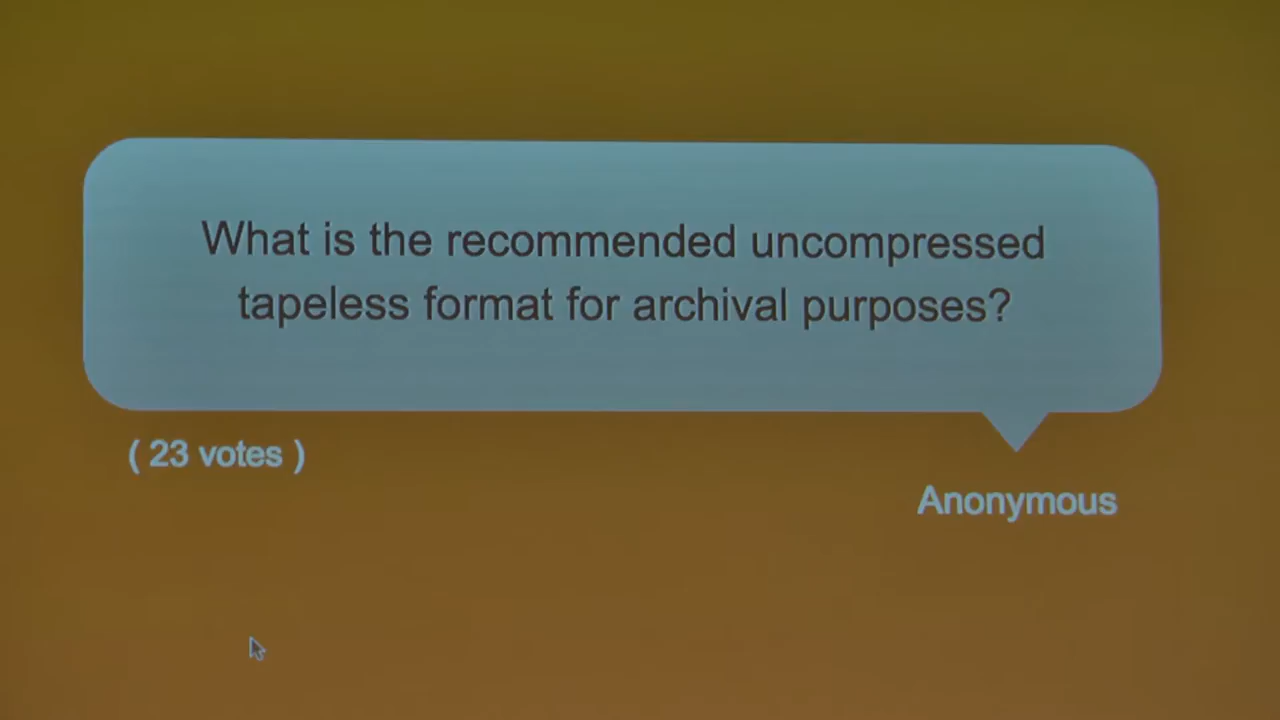 What is the recommended uncompressed
tapeless format for archival purposes?
( 23 votes )
Anonymous